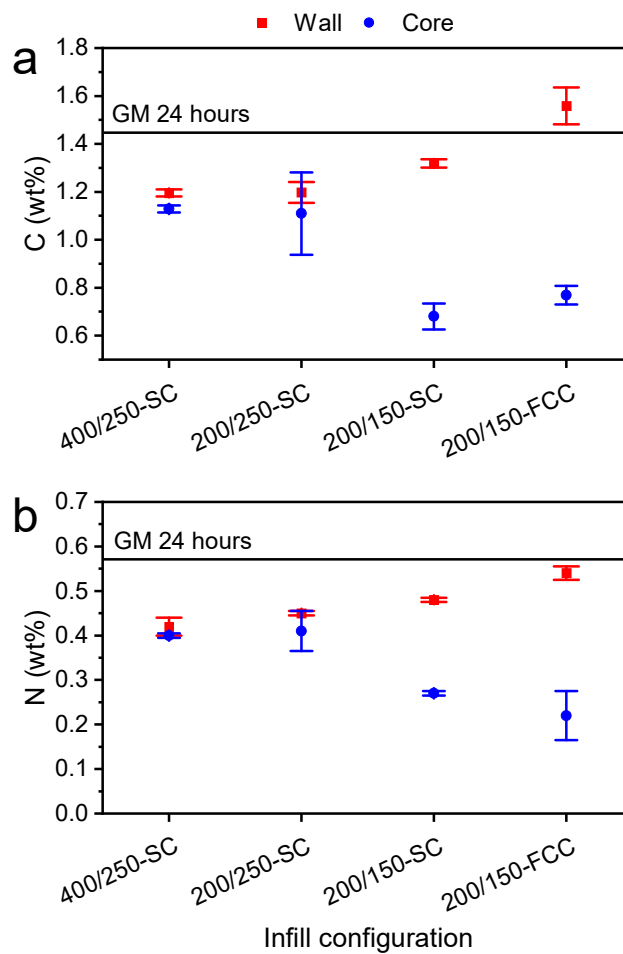 Wall Core
a
GM 24 hours
C (wt%)
1.8
1.6
1.4
1.2
1.0
0.8
0.6
400/250-SC
200/250-SC
200/150-SC
200/150-FCC
b
GM 24 hours
N (wt%)
0.7
0.6
0.5
0.4
0.3
0.2
0.1
0.0
400/250-SC
200/250-SC
200/150-SC
200/150-FCC
Infill configuration